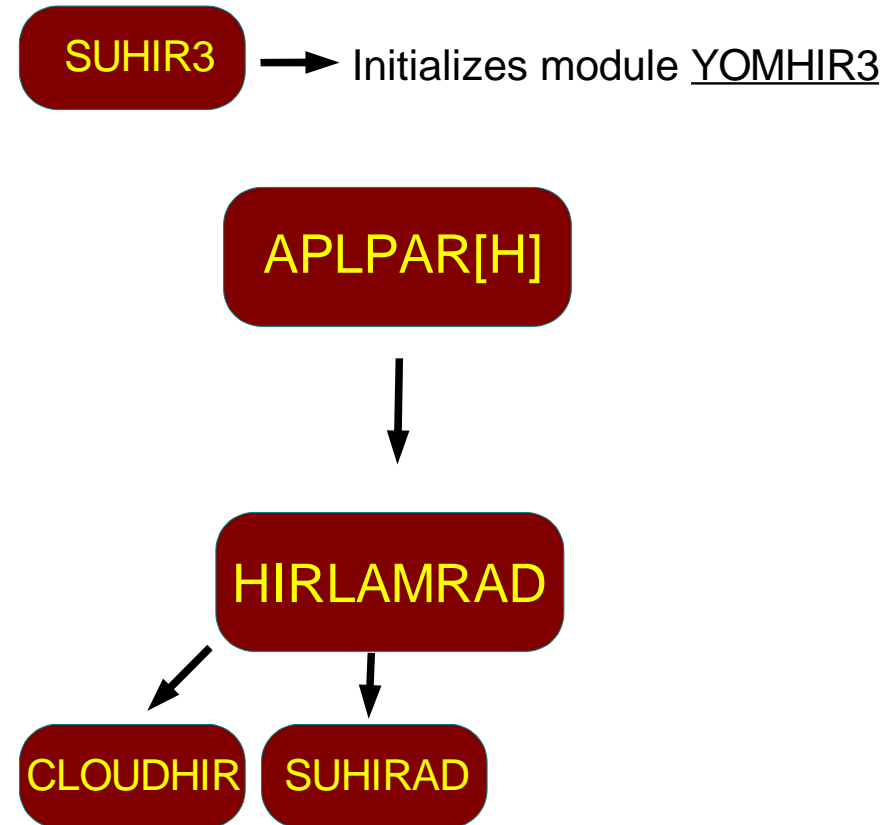 SUHIR3
Initializes module YOMHIR3
APLPAR[H]
HIRLAMRAD
CLOUDHIR
SUHIRAD